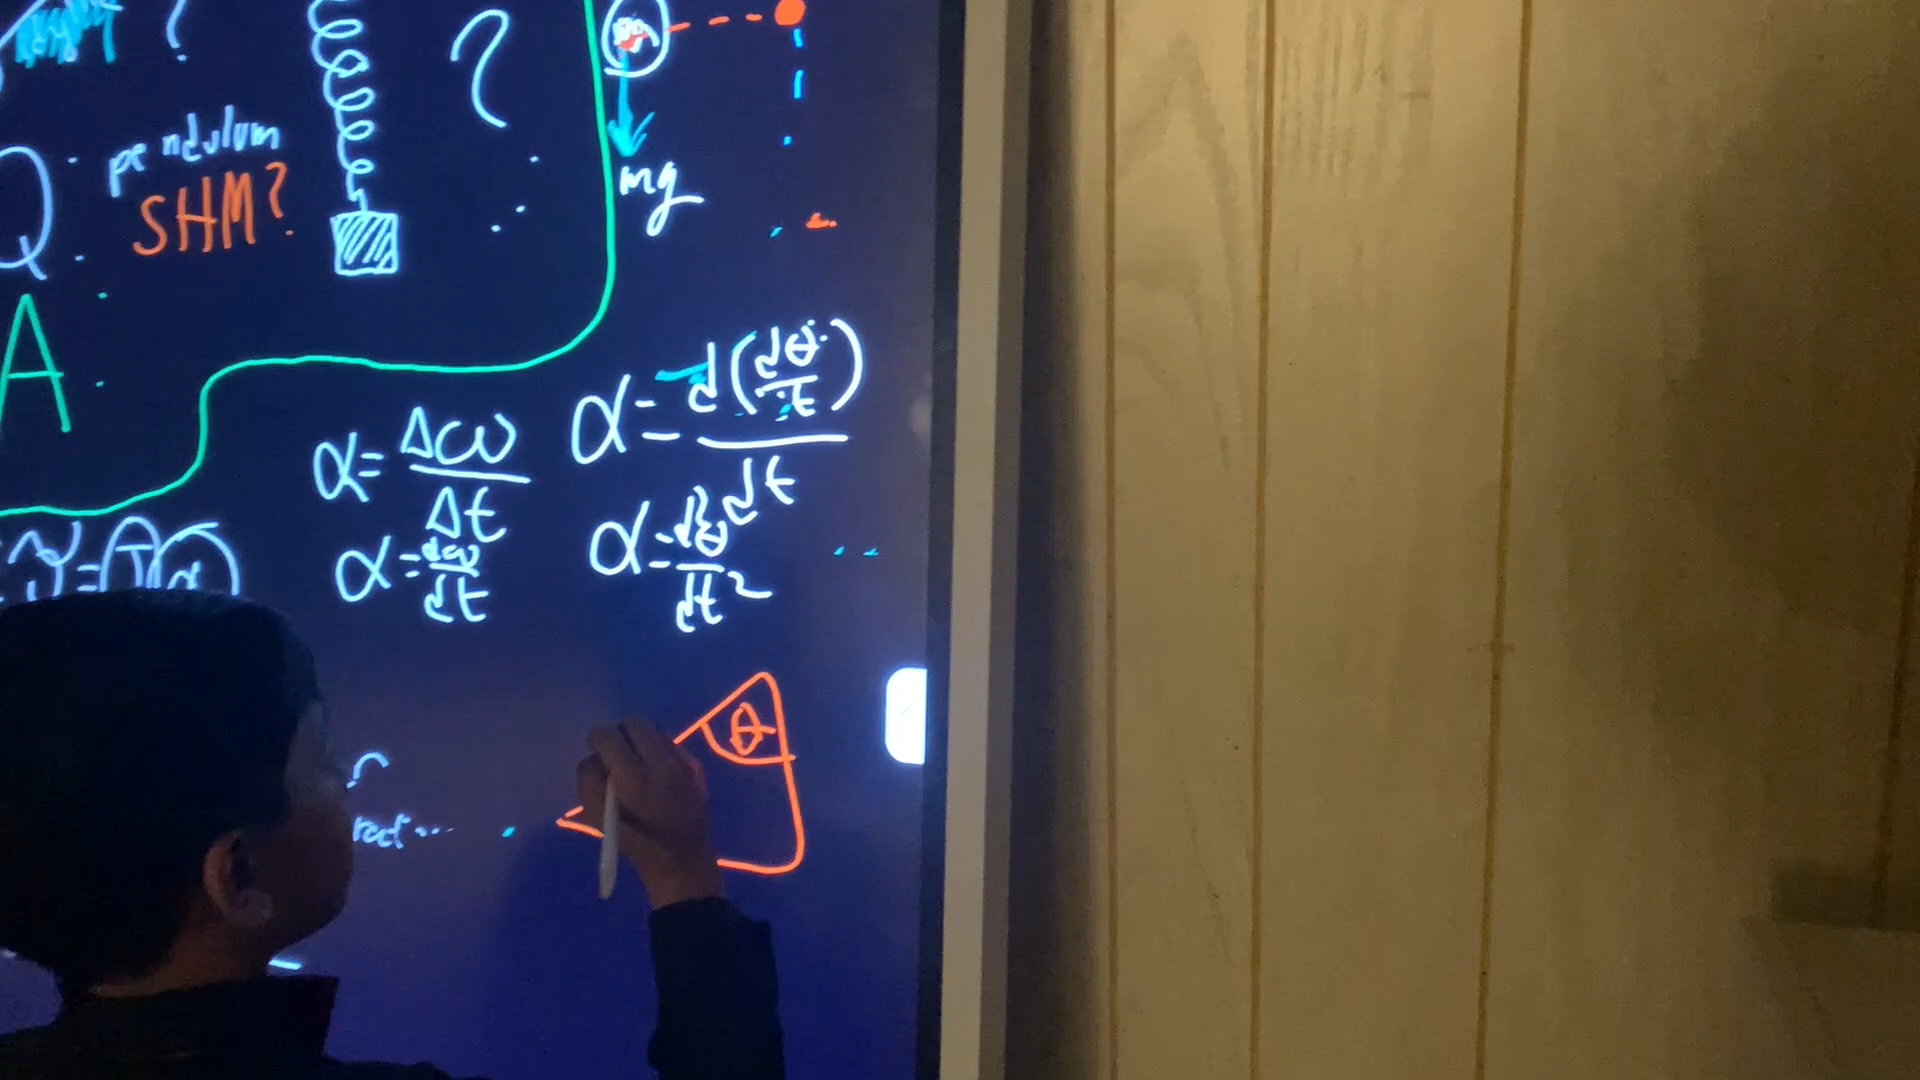 ?
?
mg
Q: pendulum
SHM?
A
α = Δω/Δt
α = d(dθ/dt)/dt
α = dω/dt
α = d²θ/dt²
θ